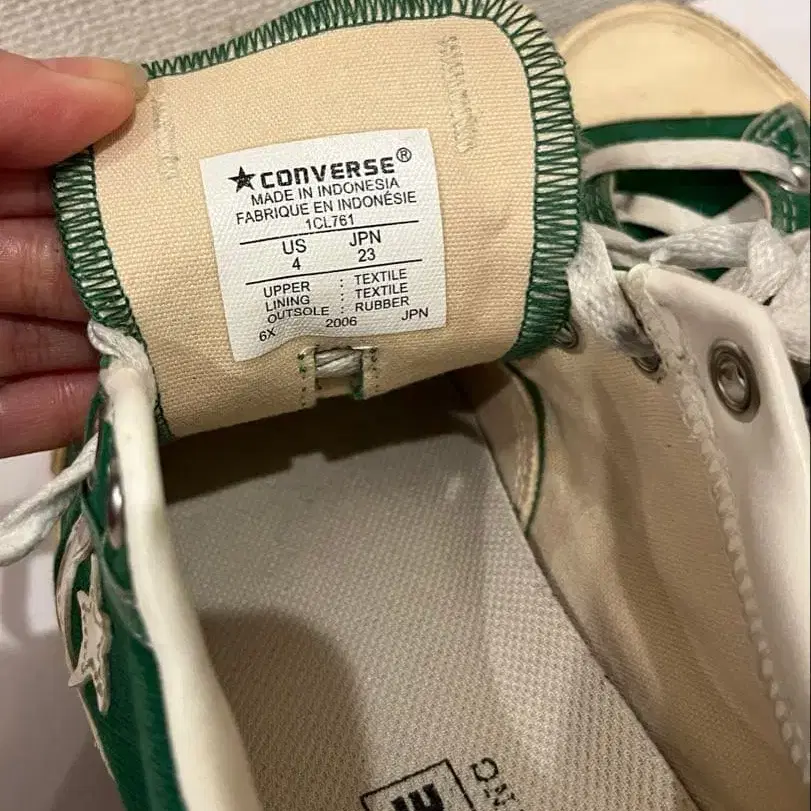 ★CONVERSE®
MADE IN INDONESIA
FABRIQUE EN INDONÉSIE
1CL761
US JPN
4 23
UPPER : TEXTILE
LINING : TEXTILE
OUTSOLE : RUBBER
6X 2006 JPN